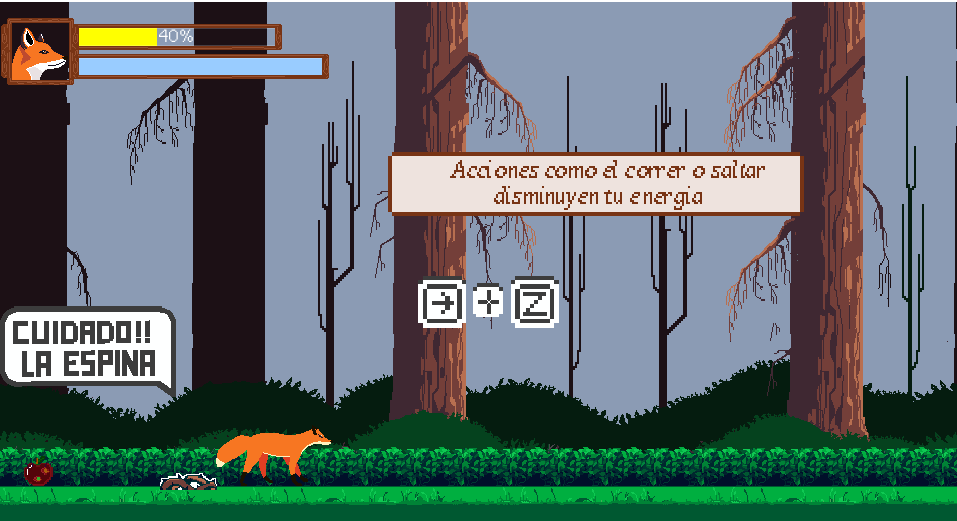 40%
Acciones como el correr o saltar
disminuyen tu energia
→ + Z
CUIDADO!!
LA ESPINA